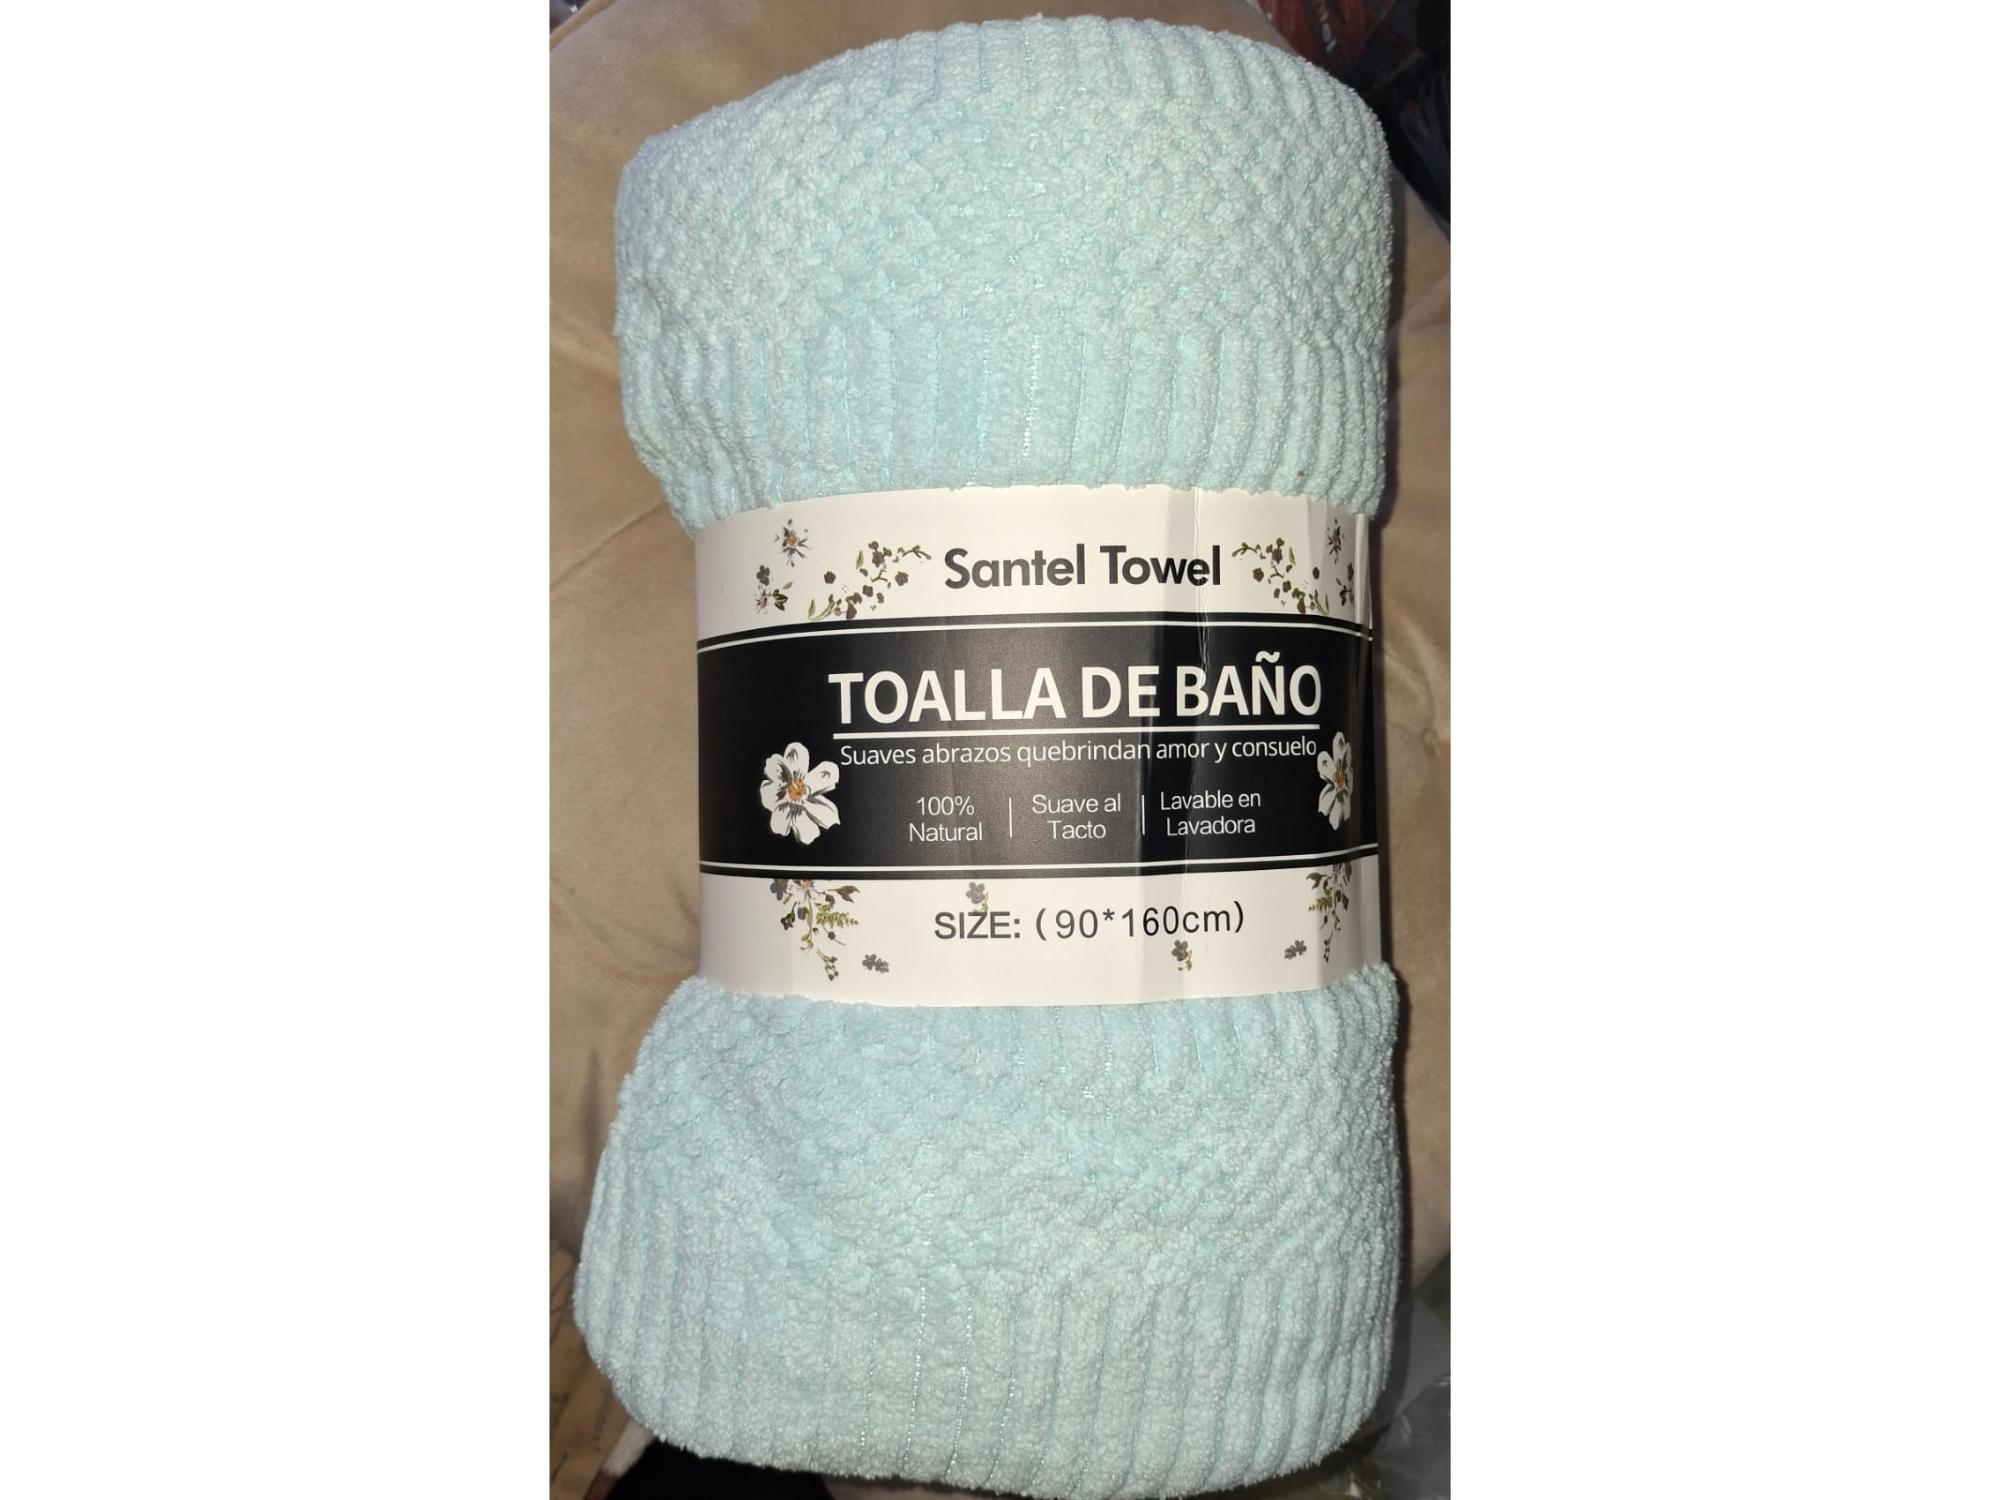 Santel Towel
TOALLA DE BAÑO
Suaves abrazos quebrindan amor y consuelo
100%
Natural
Suave al
Tacto
Lavable en
Lavadora
SIZE: (90*160cm)